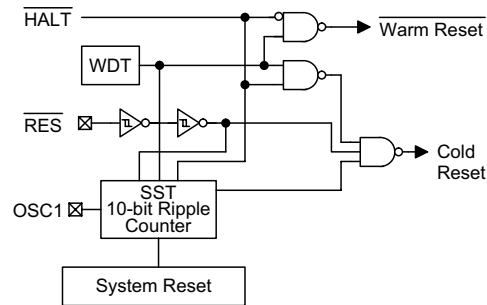 HALT
Warm Reset
WDT
RES
Cold
Reset
SST
10-bit Ripple
Counter
OSC1
System Reset